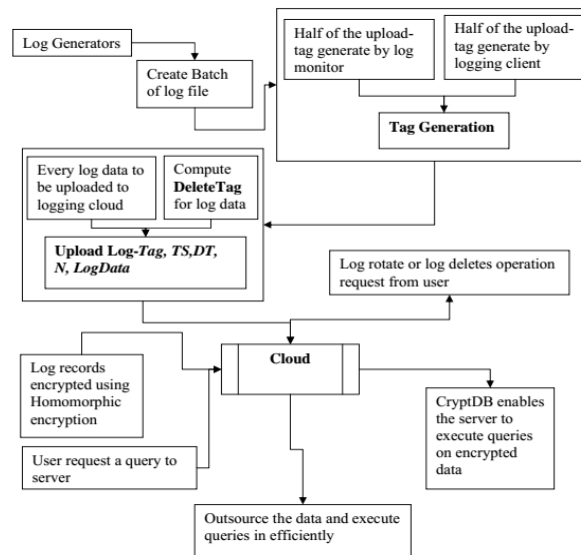 Log Generators
Create Batch
of log file
Half of the upload-
tag generate by log
monitor
Half of the upload-
tag generate by
logging client
Tag Generation
Every log data to
be uploaded to
logging cloud
Compute
DeleteTag
for log data
Upload Log-Tag, TS,DT,
N, LogData
Log rotate or log deletes operation
request from user
Cloud
Log records
encrypted using
Homomorphic
encryption
CryptDB enables
the server to
execute queries
on encrypted
data
User request a query to
server
Outsource the data and execute
queries in efficiently